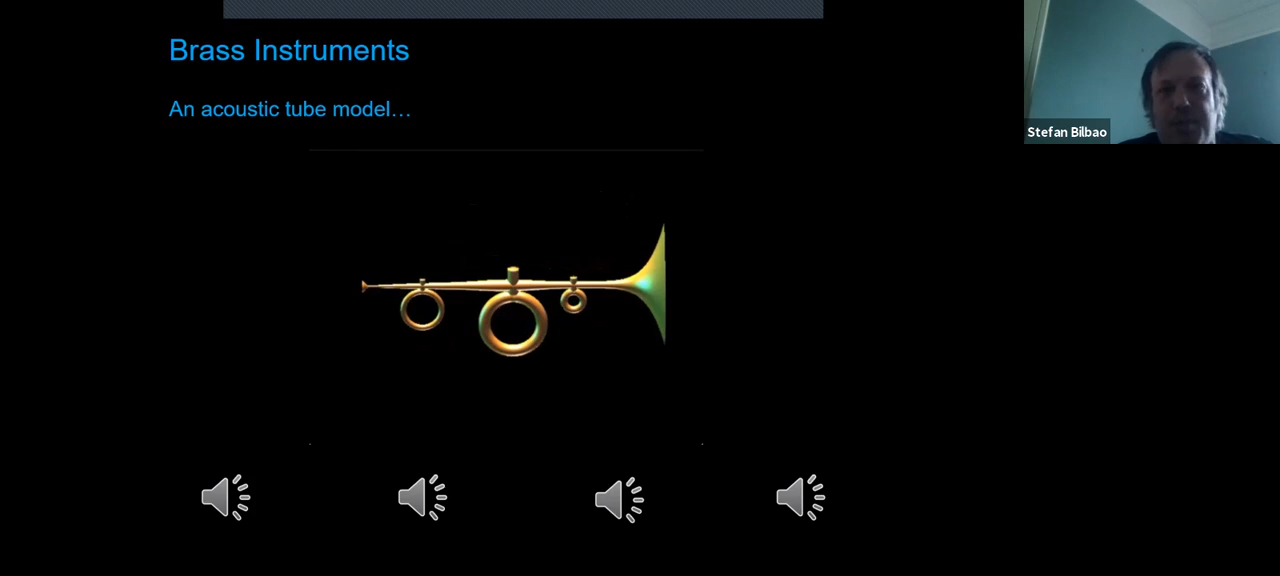 Brass Instruments
An acoustic tube model…
Stefan Bilbao